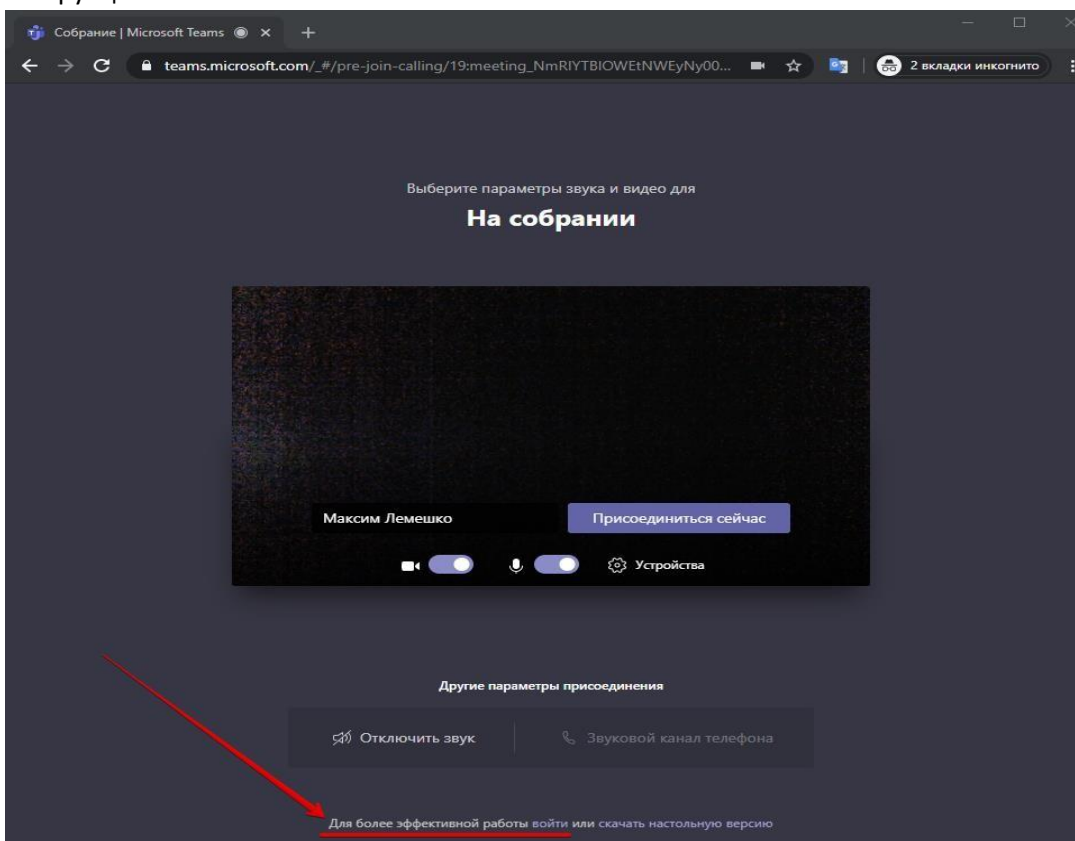 Собрание | Microsoft Teams
teams.microsoft.com/_#/pre-join-calling/19:meeting_NmRIYTBIOWEtNWEyNy00...
2 вкладки инкогнито
Выберите параметры звука и видео для
На собрании
Максим Лемешко
Присоединиться сейчас
Устройства
Другие параметры присоединения
Отключить звук
Звуковой канал телефона
Для более эффективной работы войти или скачать настольную версию